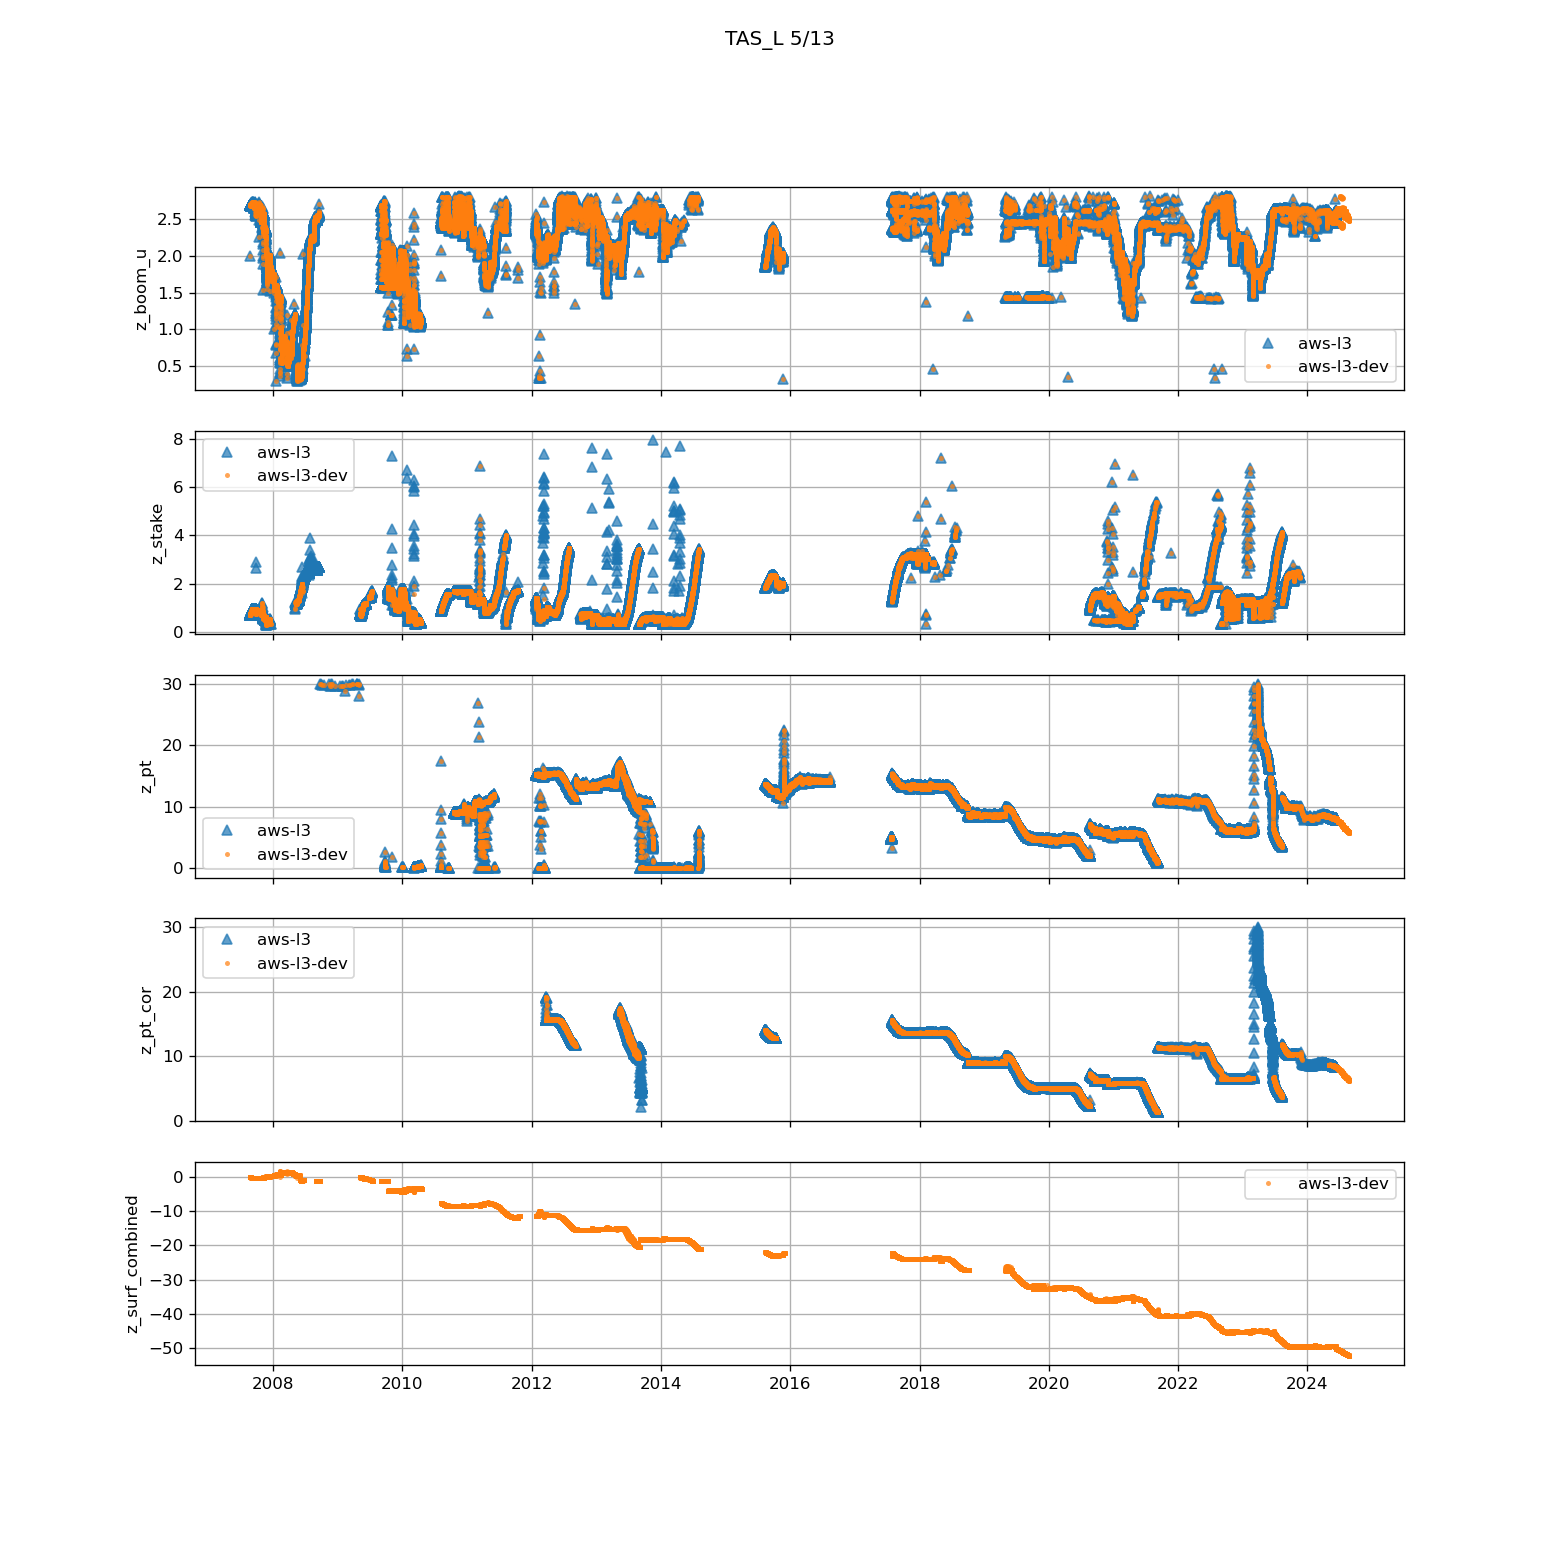 TAS_L 5/13
z_boom_u
2.5
2.0
1.5
1.0
0.5
aws-l3
aws-l3-dev
z_stake
8
6
4
2
0
aws-l3
aws-l3-dev
z_pt
30
20
10
0
aws-l3
aws-l3-dev
z_pt_cor
30
20
10
0
aws-l3
aws-l3-dev
z_surf_combined
0
−10
−20
−30
−40
−50
aws-l3-dev
2008 2010 2012 2014 2016 2018 2020 2022 2024